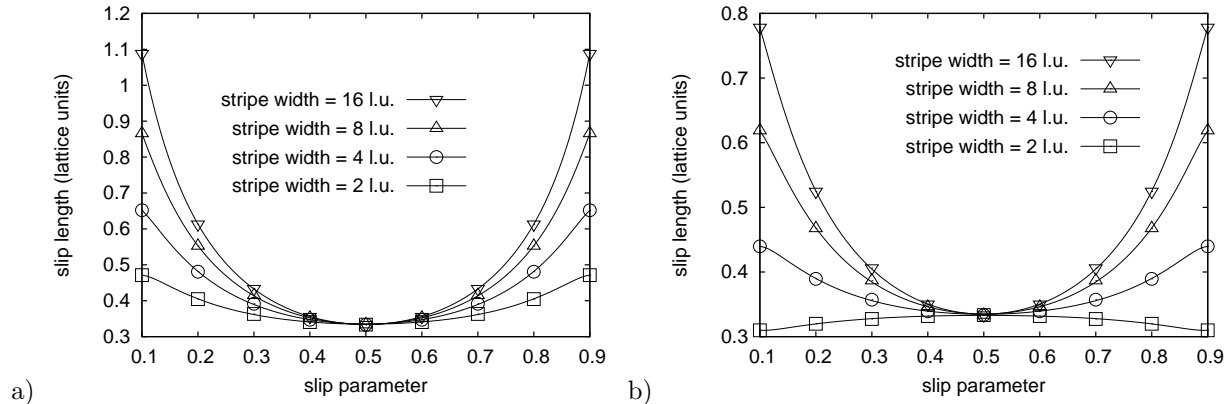 1.2
1.1
1
0.9
0.8
0.7
0.6
0.5
0.4
0.3
slip length (lattice units)
stripe width = 16 l.u.
stripe width = 8 l.u.
stripe width = 4 l.u.
stripe width = 2 l.u.
0.1 0.2 0.3 0.4 0.5 0.6 0.7 0.8 0.9
slip parameter
a)
0.8
0.7
0.6
0.5
0.4
0.3
slip length (lattice units)
stripe width = 16 l.u.
stripe width = 8 l.u.
stripe width = 4 l.u.
stripe width = 2 l.u.
0.1 0.2 0.3 0.4 0.5 0.6 0.7 0.8 0.9
slip parameter
b)